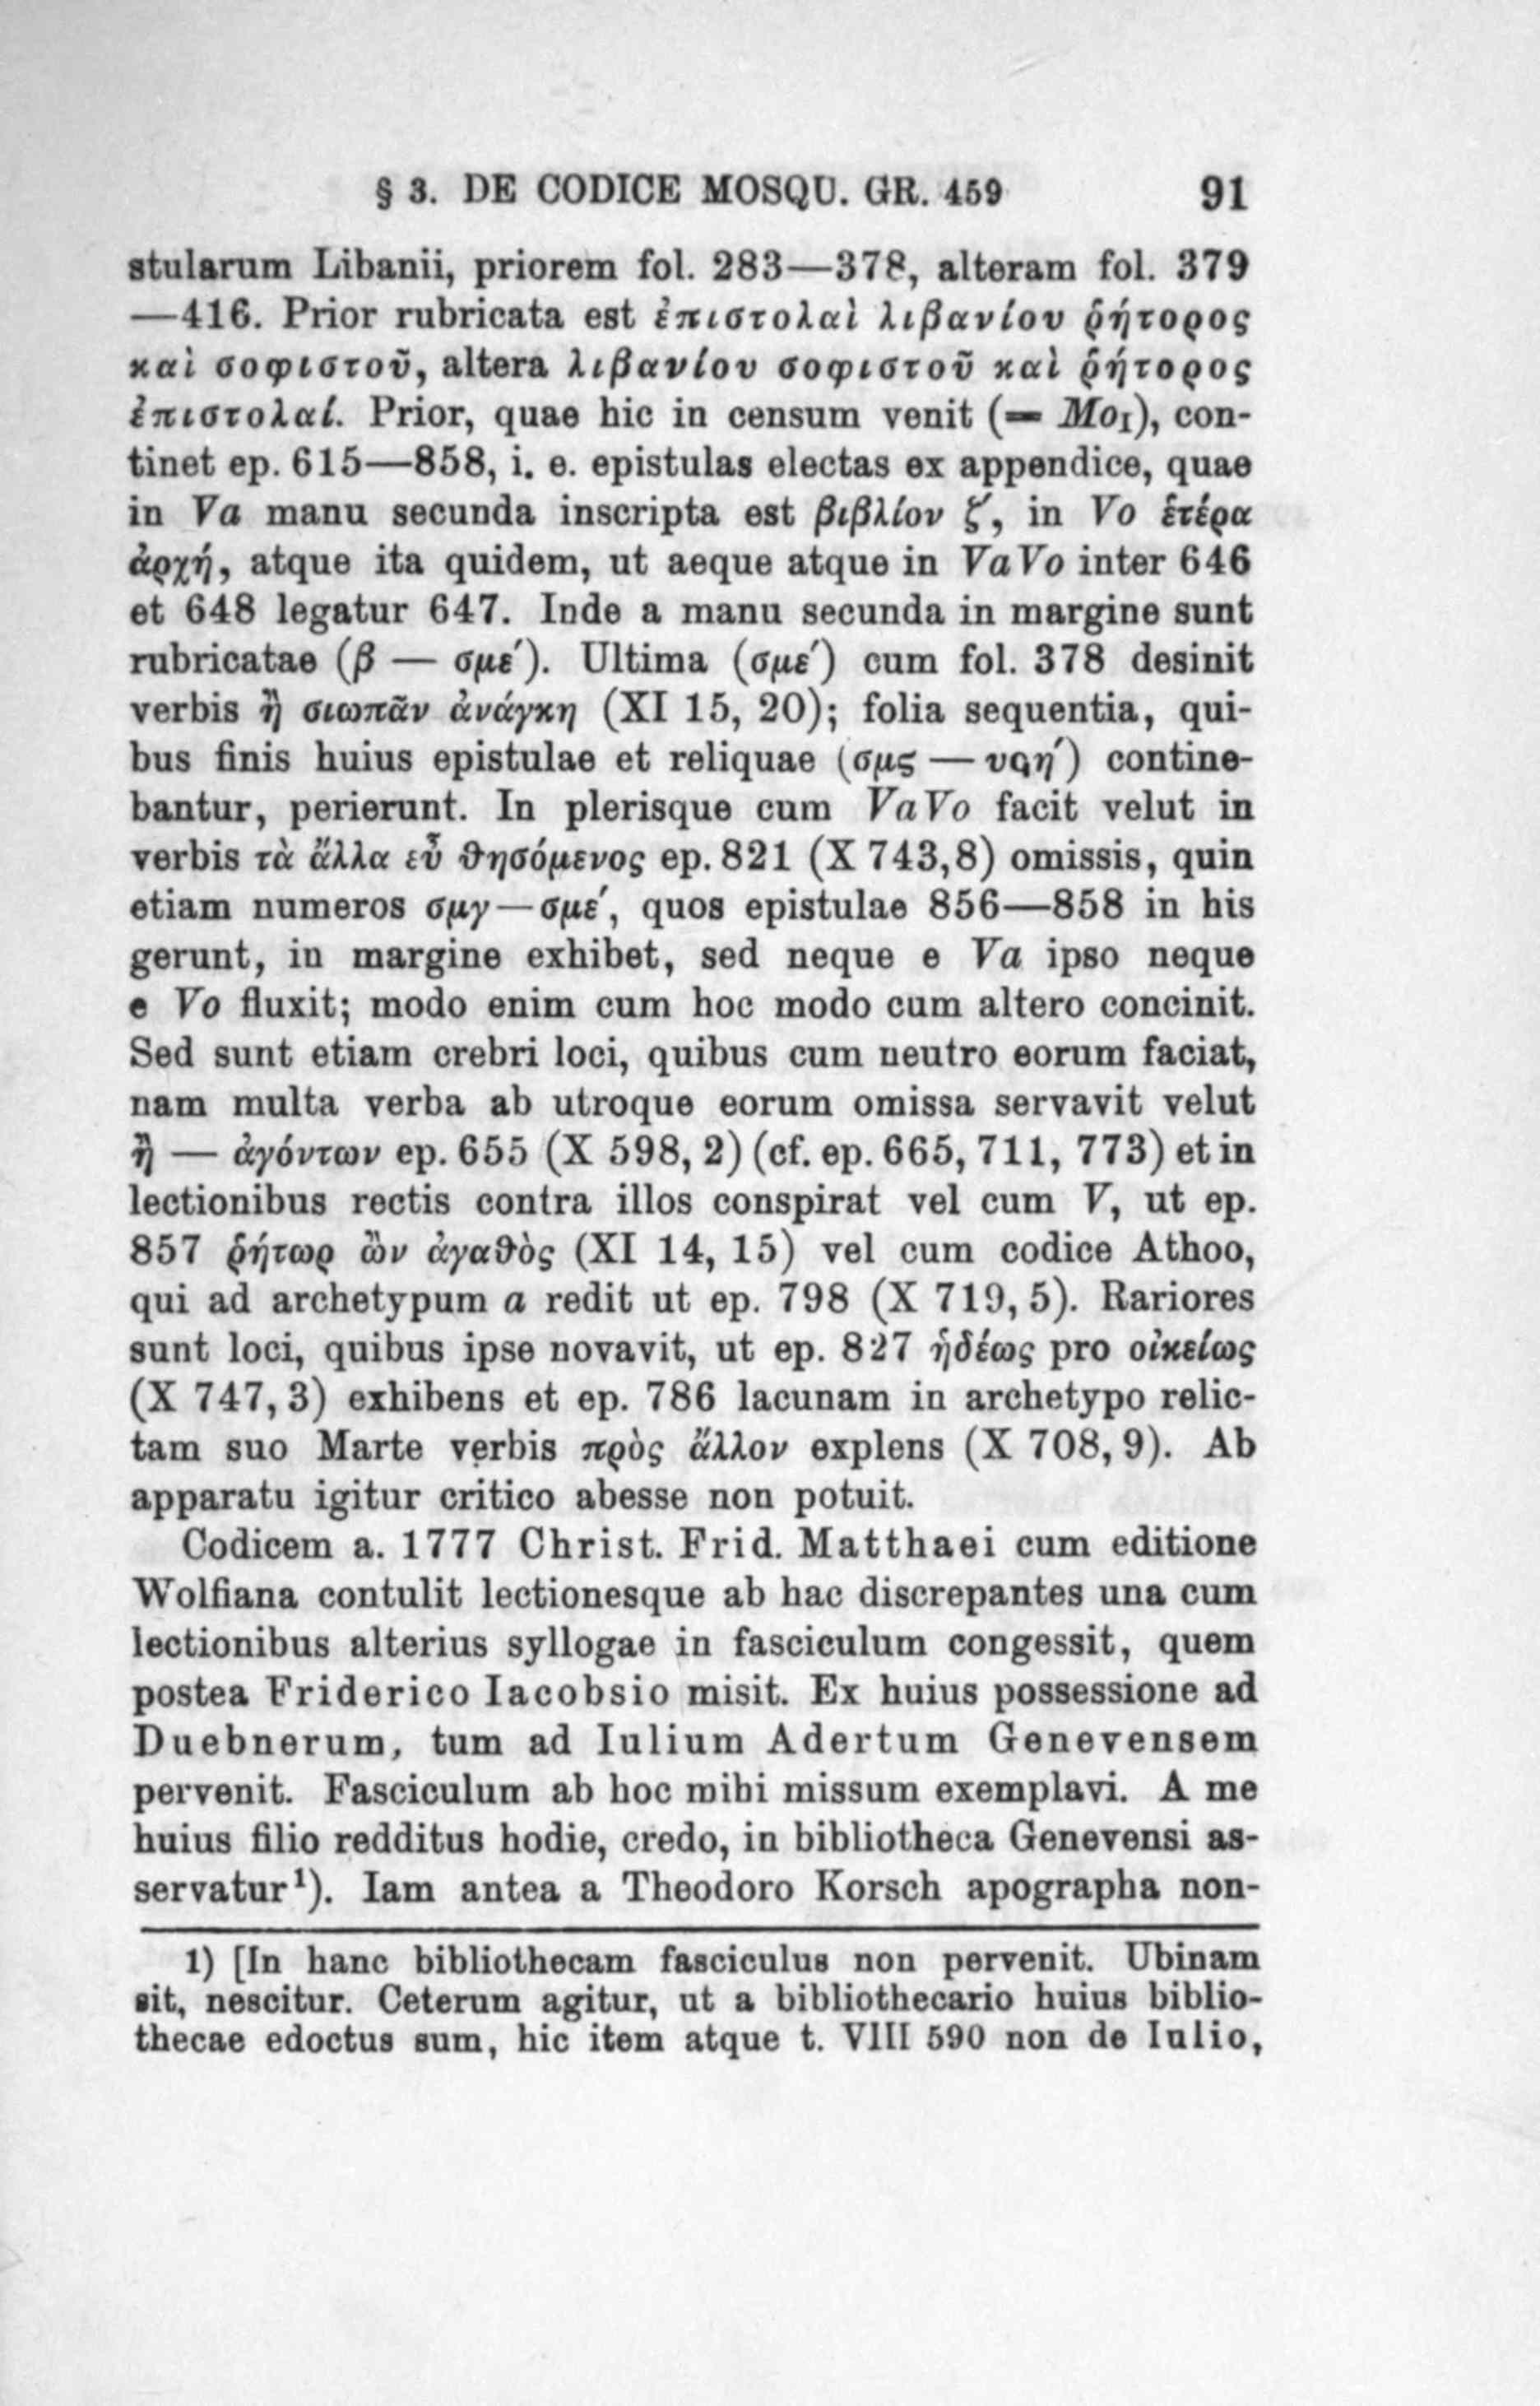 § 3. DE CODICE MOSQU. GR. 459 91
stularum Libanii, priorem fol. 283—378, alteram fol. 379
—416. Prior rubricata est ἐπιστολαὶ λιβανίου ῥήτορος
καὶ σοφιστοῦ, altera λιβανίου σοφιστοῦ καὶ ῥήτορος
ἐπιστολαί. Prior, quae hic in censum venit (= MoI), con-
tinet ep. 615—858, i. e. epistulas electas ex appendice, quae
in Va manu secunda inscripta est βιβλίον ζ′, in Vo ἑτέρα
ἀρχή, atque ita quidem, ut aeque atque in VaVo inter 646
et 648 legatur 647. Inde a manu secunda in margine sunt
rubricatae (β — σμε′). Ultima (σμε′) cum fol. 378 desinit
verbis ἢ σιωπᾶν ἀνάγκη (XI 15, 20); folia sequentia, qui-
bus finis huius epistulae et reliquae (σμς — υϙη′) contine-
bantur, perierunt. In plerisque cum VaVo facit velut in
verbis τὰ ἄλλα εὖ θησόμενος ep. 821 (X 743,8) omissis, quin
etiam numeros σμγ—σμε′, quos epistulae 856—858 in his
gerunt, in margine exhibet, sed neque e Va ipso neque
e Vo fluxit; modo enim cum hoc modo cum altero concinit.
Sed sunt etiam crebri loci, quibus cum neutro eorum faciat,
nam multa verba ab utroque eorum omissa servavit velut
ἢ — ἀγόντων ep. 655 (X 598, 2) (cf. ep. 665, 711, 773) et in
lectionibus rectis contra illos conspirat vel cum V, ut ep.
857 ῥήτωρ ὢν ἀγαθὸς (XI 14, 15) vel cum codice Athoo,
qui ad archetypum a redit ut ep. 798 (X 719, 5). Rariores
sunt loci, quibus ipse novavit, ut ep. 827 ἡδέως pro οἰκείως
(X 747, 3) exhibens et ep. 786 lacunam in archetypo relic-
tam suo Marte verbis πρὸς ἄλλον explens (X 708, 9). Ab
apparatu igitur critico abesse non potuit.
Codicem a. 1777 Christ. Frid. Matthaei cum editione
Wolfiana contulit lectionesque ab hac discrepantes una cum
lectionibus alterius syllogae in fasciculum congessit, quem
postea Friderico Iacobsio misit. Ex huius possessione ad
Duebnerum, tum ad Iulium Adertum Genevensem
pervenit. Fasciculum ab hoc mihi missum exemplavi. A me
huius filio redditus hodie, credo, in bibliotheca Genevensi as-
servatur¹). Iam antea a Theodoro Korsch apographa non-
1) [In hanc bibliothecam fasciculus non pervenit. Ubinam
sit, nescitur. Ceterum agitur, ut a bibliothecario huius biblio-
thecae edoctus sum, hic item atque t. VIII 590 non de Iulio,